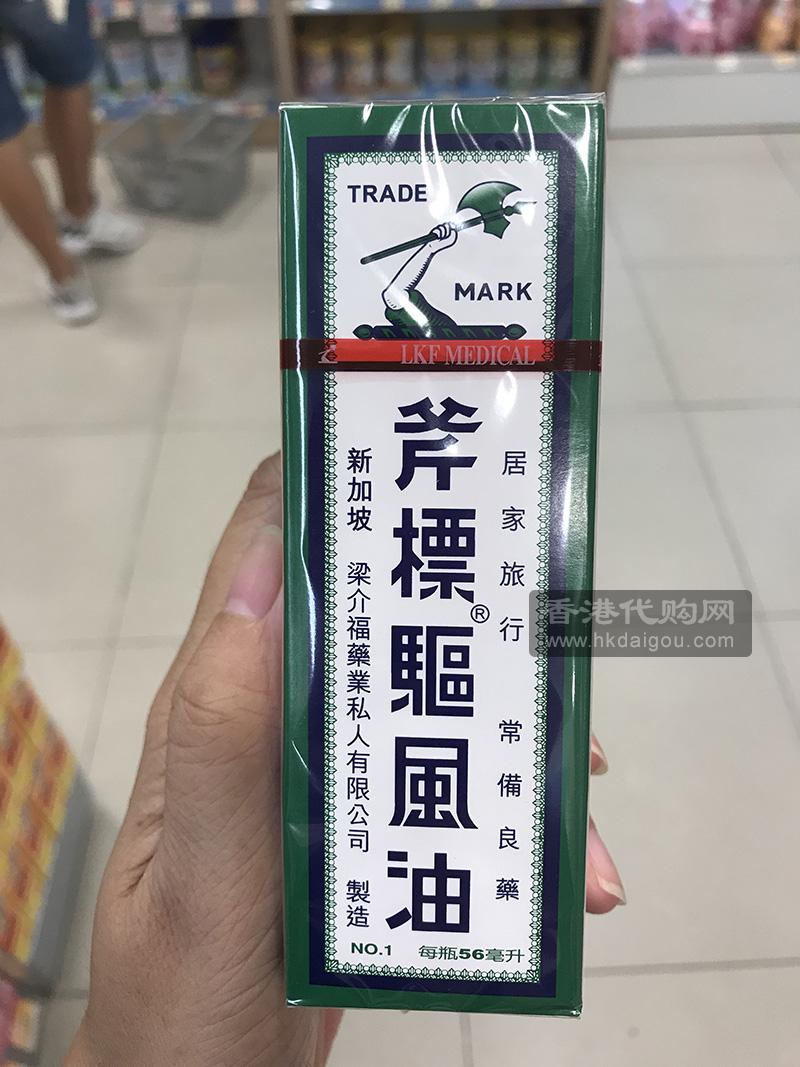 TRADE
MARK
LKF MEDICAL
居家旅行 常備良藥
斧標驅風油®
新加坡 梁介福藥業私人有限公司 製造
NO.1 每瓶56毫升
香港代购网
www.hkdaigou.com